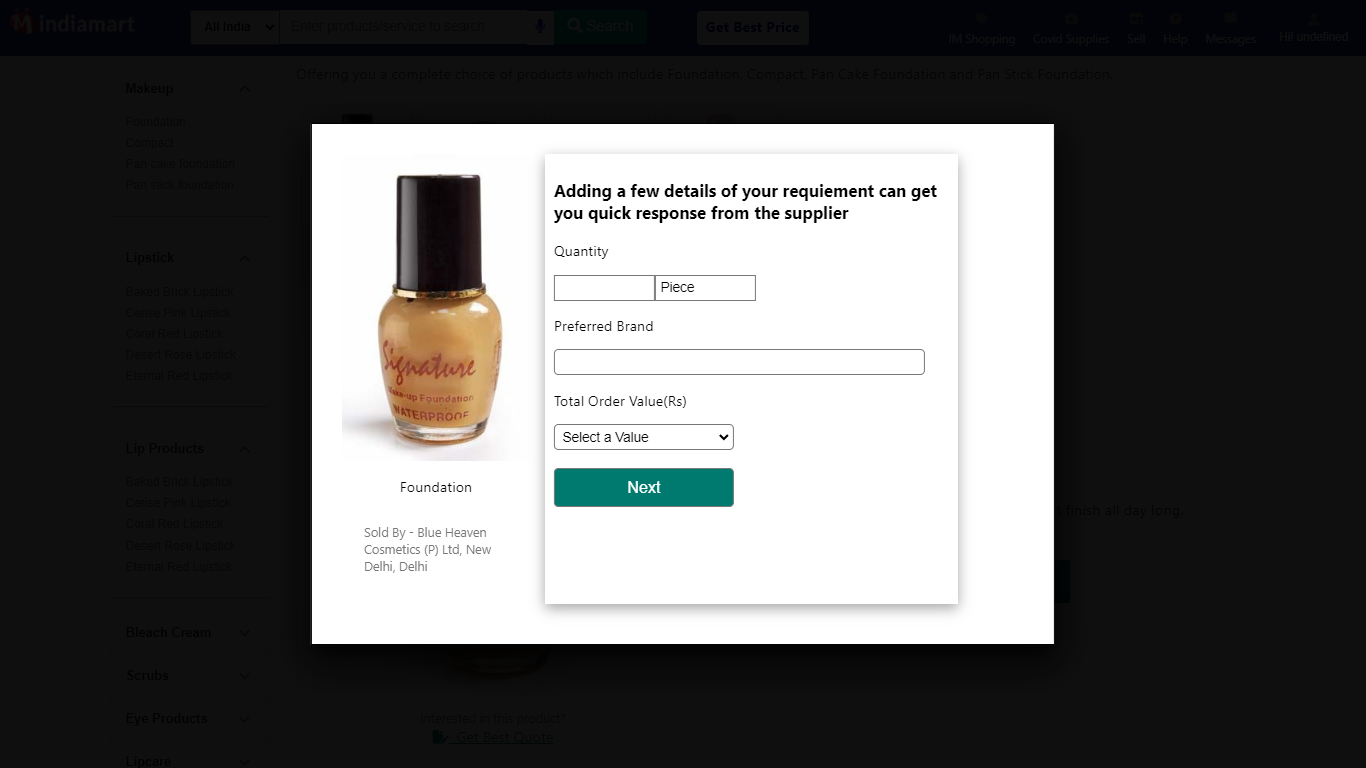 indiamart
All India
Enter products/service to search
Search
Get Best Price
IM Shopping
Covid Supplies
Sell
Help
Messages
Hi! undefined
Offering you a complete choice of products which include Foundation, Compact, Pan Cake Foundation and Pan Stick Foundation.
Makeup
Foundation
Compact
Pan cake foundation
Pan stick foundation
Lipstick
Baked Brick Lipstick
Cerise Pink Lipstick
Coral Red Lipstick
Desert Rose Lipstick
Eternal Red Lipstick
Lip Products
Baked Brick Lipstick
Cerise Pink Lipstick
Coral Red Lipstick
Desert Rose Lipstick
Eternal Red Lipstick
Bleach Cream
Scrubs
Eye Products
Lipcare
Signature
Make-up Foundation
WATERPROOF
Foundation
Sold By - Blue Heaven
Cosmetics (P) Ltd, New
Delhi, Delhi
Adding a few details of your requiement can get
you quick response from the supplier
Quantity
Piece
Preferred Brand
Total Order Value(Rs)
Select a Value
Next
finish all day long.
Interested in this product?
Get Best Quote